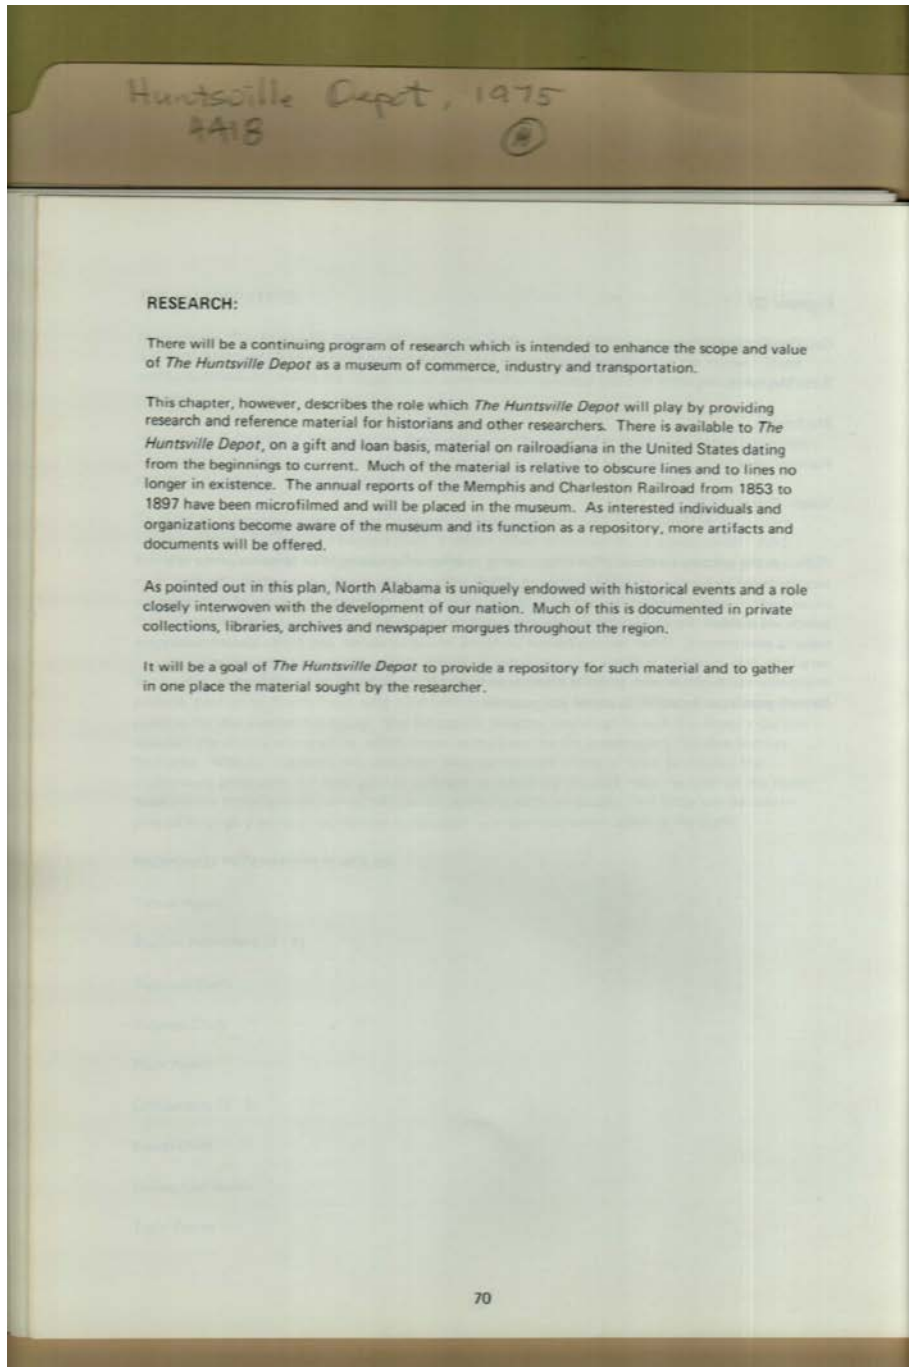 Huntsville Depot, 1975
4418
RESEARCH:
There will be a continuing program of research which is intended to enhance the scope and value
of The Huntsville Depot as a museum of commerce, industry and transportation.
This chapter, however, describes the role which The Huntsville Depot will play by providing
research and reference material for historians and other researchers. There is available to The
Huntsville Depot, on a gift and loan basis, material on railroadiana in the United States dating
from the beginnings to current. Much of the material is relative to obscure lines and to lines no
longer in existence. The annual reports of the Memphis and Charleston Railroad from 1853 to
1897 have been microfilmed and will be placed in the museum. As interested individuals and
organizations become aware of the museum and its function as a repository, more artifacts and
documents will be offered.
As pointed out in this plan, North Alabama is uniquely endowed with historical events and a role
closely interwoven with the development of our nation. Much of this is documented in private
collections, libraries, archives and newspaper morgues throughout the region.
It will be a goal of The Huntsville Depot to provide a repository for such material and to gather
in one place the material sought by the researcher.
70